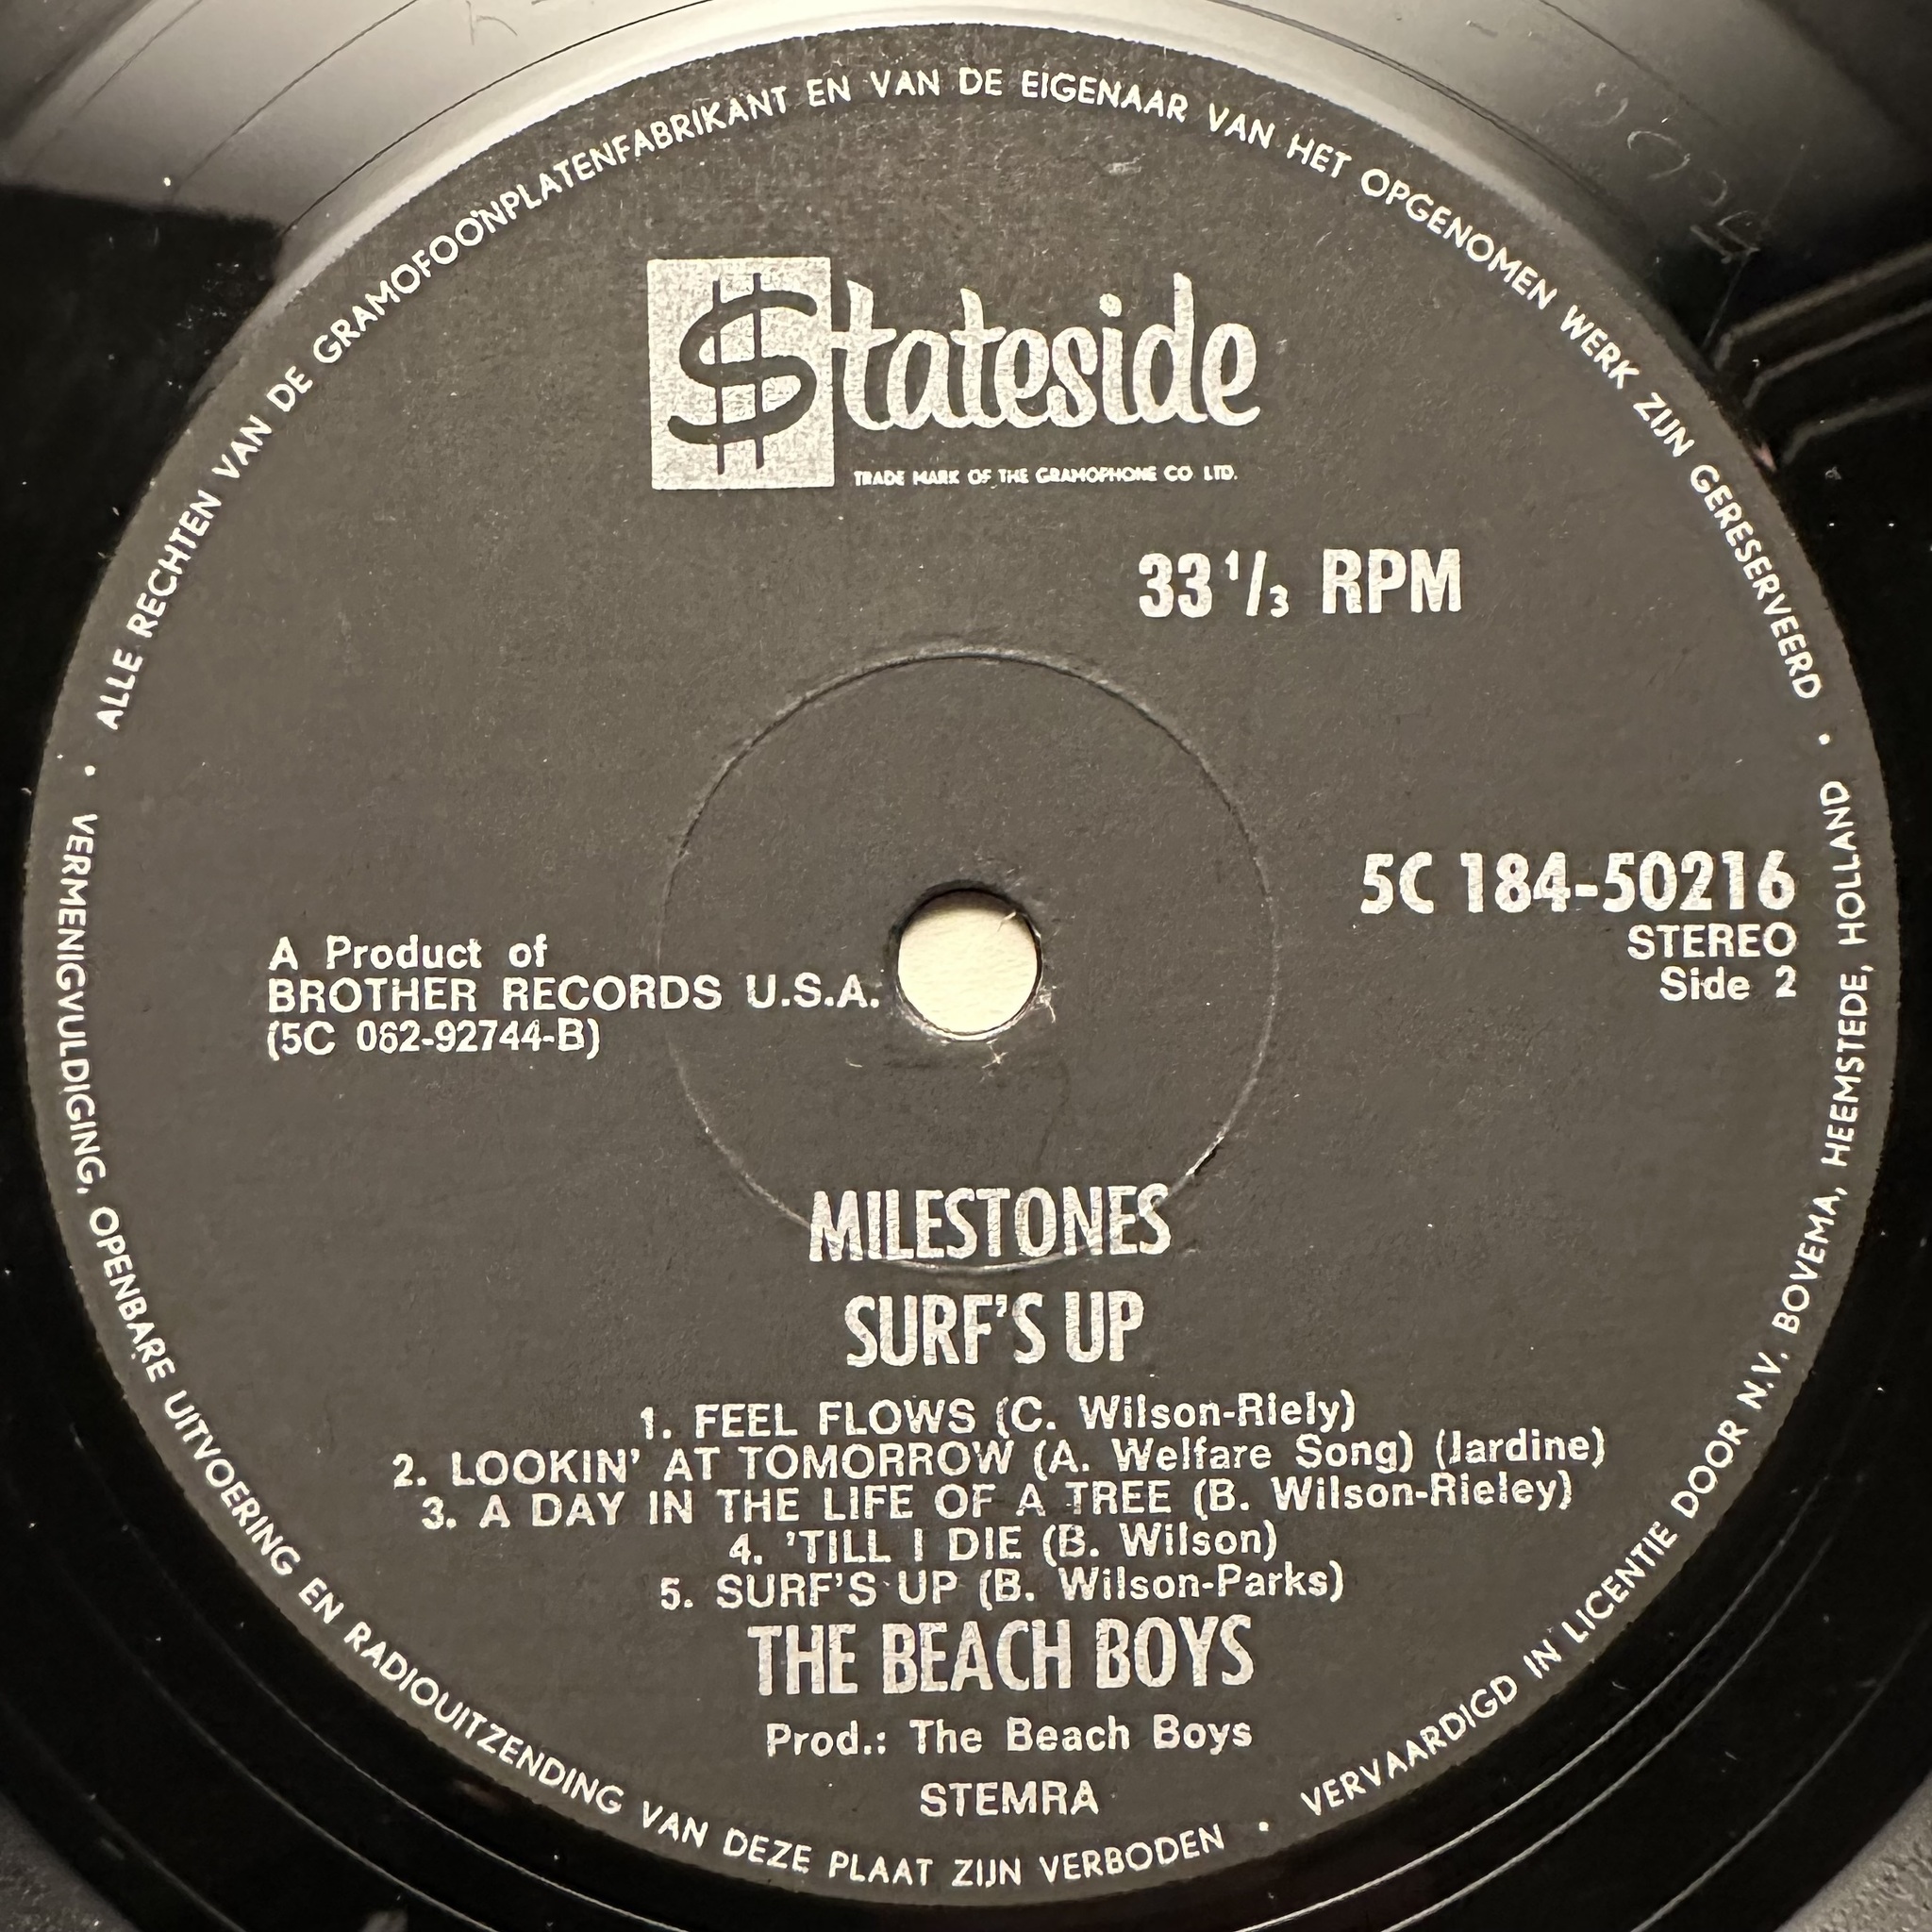 ALLE RECHTEN VAN DE GRAMOFOONPLATENFABRIKANT EN VAN DE EIGENAAR VAN HET OPGENOMEN WERK ZIJN GERESERVEERD •
Stateside
TRADE MARK OF THE GRAMOPHONE CO LTD.
33 1/3 RPM
5C 184-50216
STEREO
Side 2
A Product of
BROTHER RECORDS U.S.A.
(5C 062-92744-B)
MILESTONES
SURF'S UP
1. FEEL FLOWS (C. Wilson-Riely)
2. LOOKIN' AT TOMORROW (A. Welfare Song) (Jardine)
3. A DAY IN THE LIFE OF A TREE (B. Wilson-Rieley)
4. 'TILL I DIE (B. Wilson)
5. SURF'S UP (B. Wilson-Parks)
THE BEACH BOYS
Prod.: The Beach Boys
STEMRA
• VERMENIGVULDIGING, OPENBARE UITVOERING EN RADIOUITZENDING VAN DEZE PLAAT ZIJN VERBODEN • VERVAARDIGD IN LICENTIE DOOR N.V. BOVEMA, HEEMSTEDE, HOLLAND